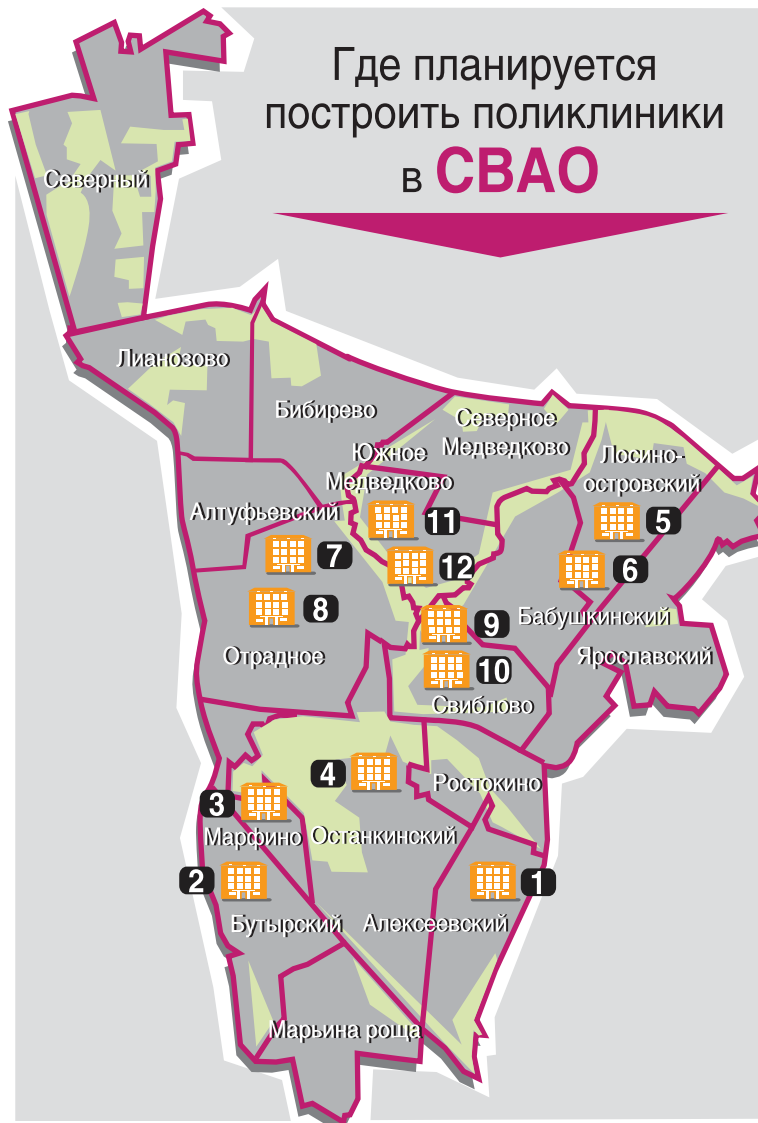 Где планируется
построить поликлиники
в СВАО
Северный
Лианозово
Бибирево
Северное
Медведково
Южное
Медведково
Лосино-
островский
Алтуфьевский
11
5
7
12
6
8
9
Бабушкинский
Отрадное
10
Ярославский
Свиблово
4
Ростокино
3
Марфино
Останкинский
2
1
Бутырский
Алексеевский
Марьина роща